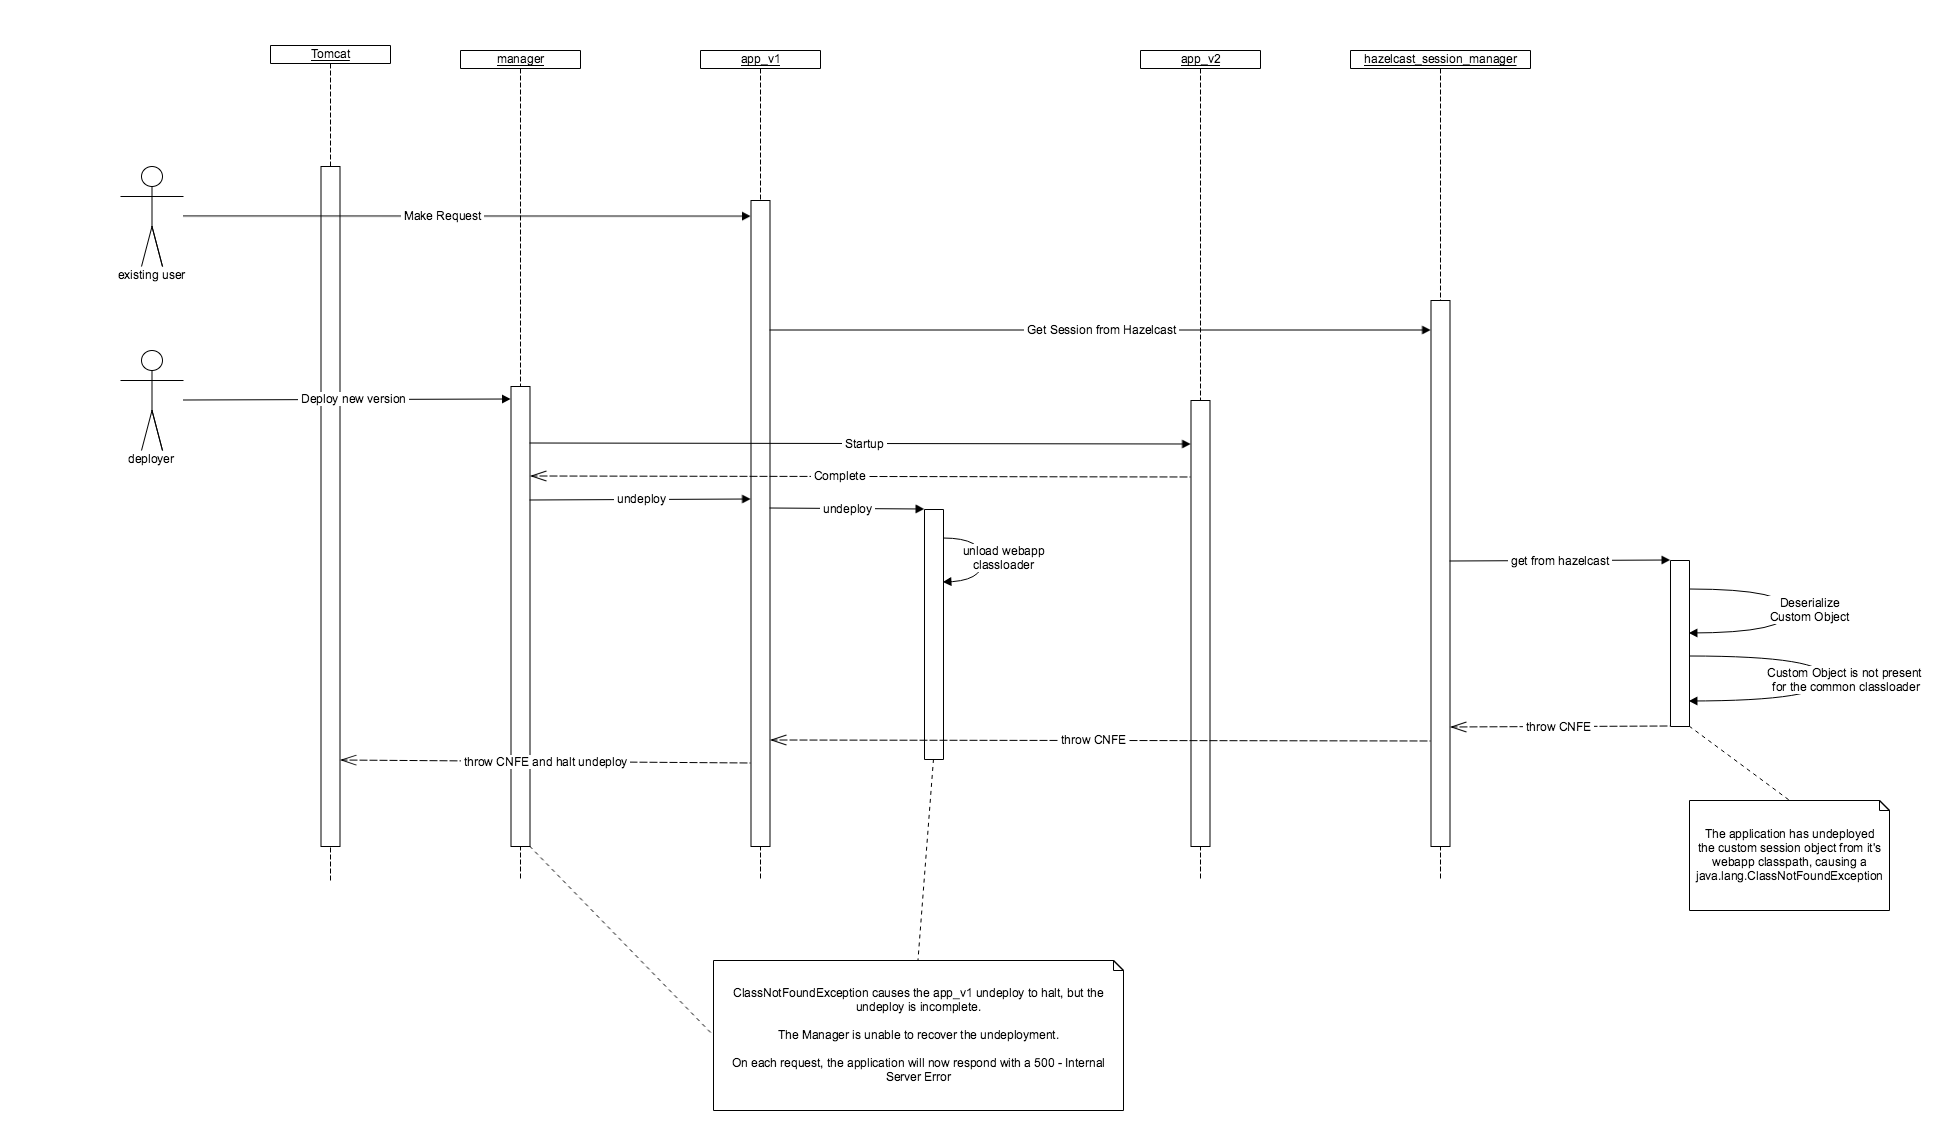 Tomcat
manager
app_v1
app_v2
hazelcast_session_manager
Make Request
existing user
Get Session from Hazelcast
Deploy new version
deployer
Startup
Complete
undeploy
undeploy
unload webapp
classloader
get from hazelcast
Deserialize
Custom Object
Custom Object is not present
for the common classloader
throw CNFE
throw CNFE
throw CNFE and halt undeploy
The application has undeployed
the custom session object from it's
webapp classpath, causing a
java.lang.ClassNotFoundException
ClassNotFoundException causes the app_v1 undeploy to halt, but the
undeploy is incomplete.
The Manager is unable to recover the undeployment.
On each request, the application will now respond with a 500 - Internal
Server Error